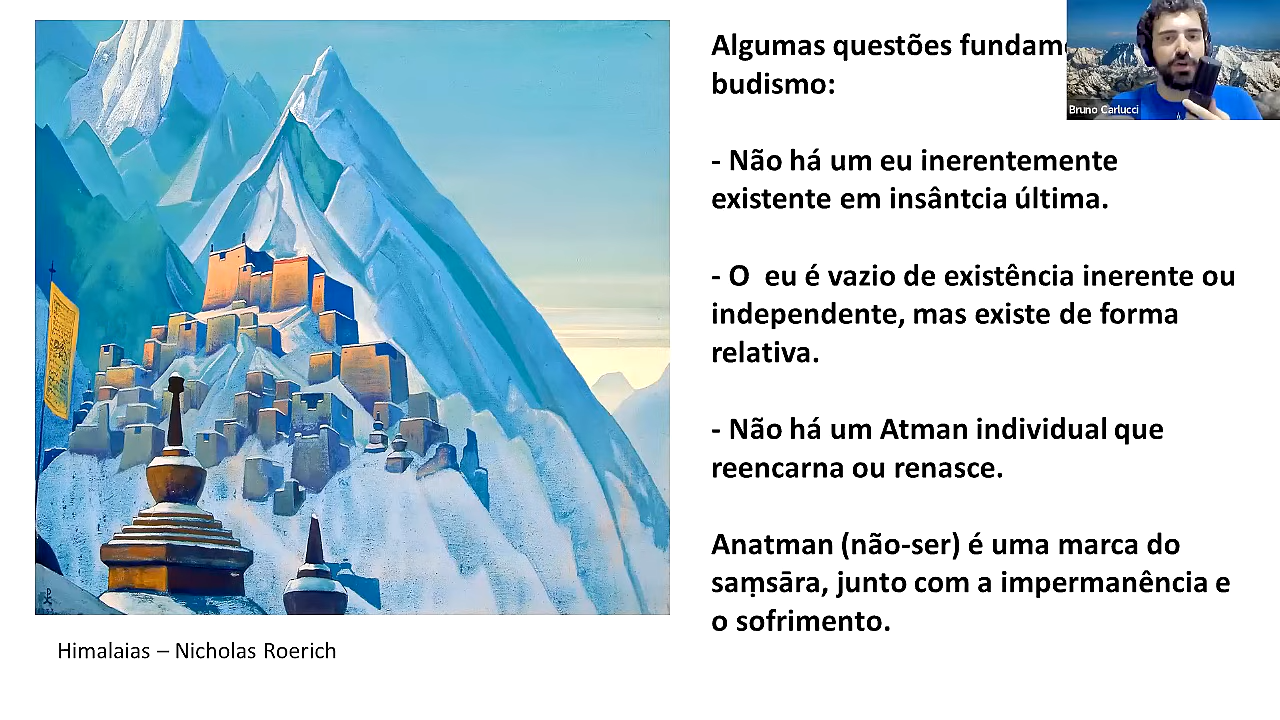 Algumas questões
budismo:
- Não há um eu inerentemente
existente em insântcia última.
- O eu é vazio de existência inerente ou
independente, mas existe de forma
relativa.
- Não há um Atman individual que
reencarna ou renasce.
Anatman (não-ser) é uma marca do
saṃsāra, junto com a impermanência e
o sofrimento.
Himalaias – Nicholas Roerich
Bruno Carlucci